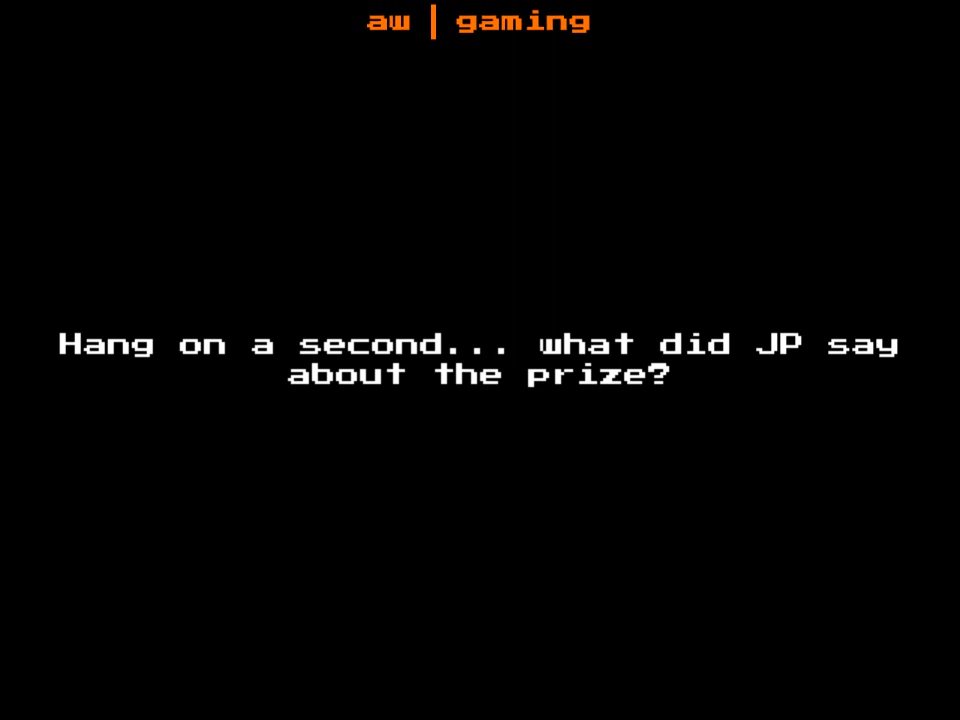 aw | gaming
Hang on a second... what did JP say
about the prize?